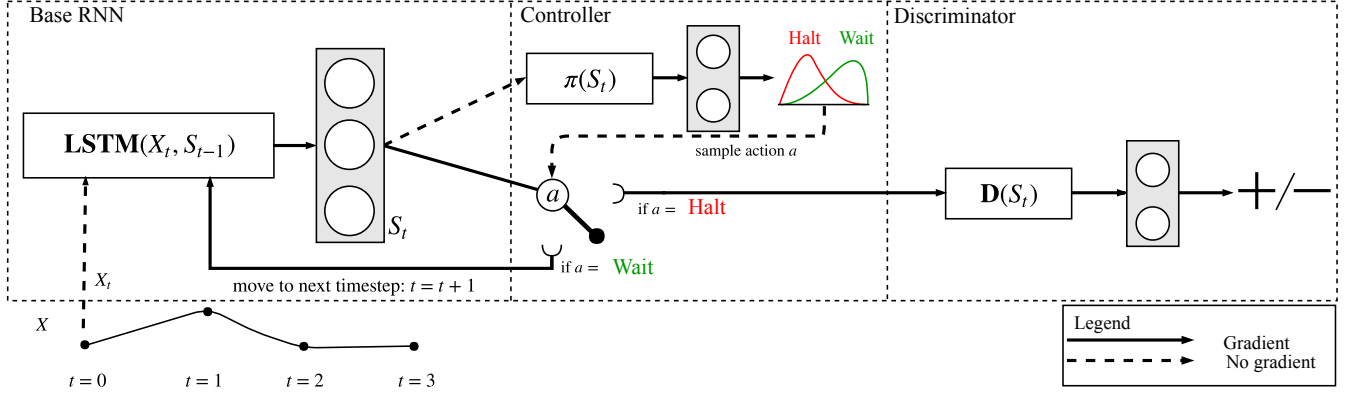 Base RNN
Controller
Discriminator
Halt Wait
π(S_t)
LSTM(X_t, S_{t−1})
sample action a
a
D(S_t)
+/−
if a = Halt
S_t
if a = Wait
X_t
move to next timestep: t = t + 1
X
Legend
Gradient
No gradient
t = 0
t = 1
t = 2
t = 3